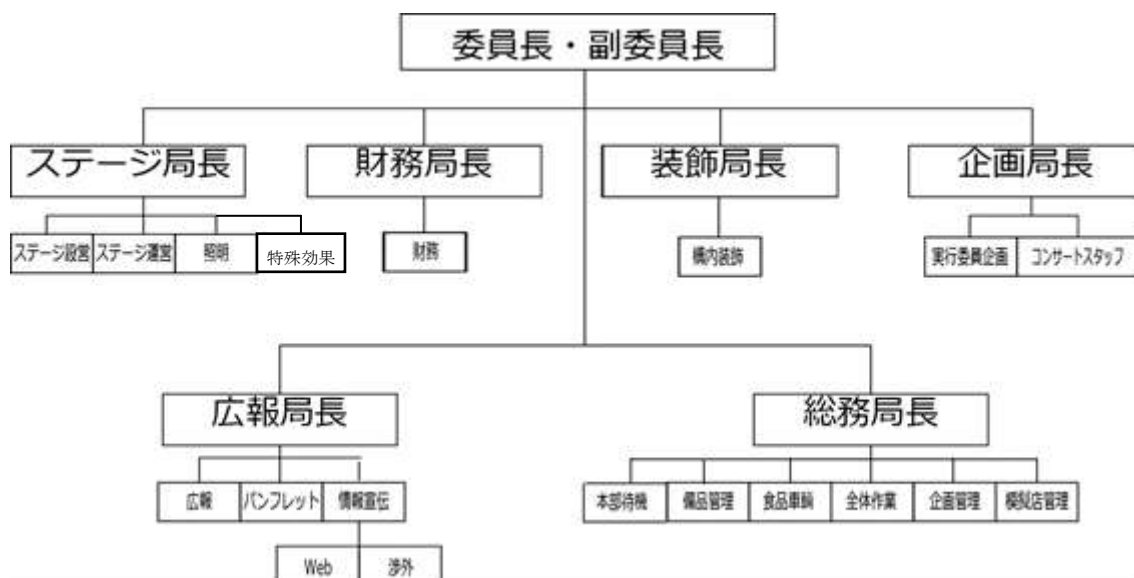 委員長・副委員長
ステージ局長
財務局長
装飾局長
企画局長
ステージ設営
ステージ運営
照明
特殊効果
財務
構内装飾
実行委員企画
コンサートスタッフ
広報局長
総務局長
広報
パンフレット
情報宣伝
本部待機
備品管理
食品車輌
全体作業
企画管理
模擬店管理
Web
渉外